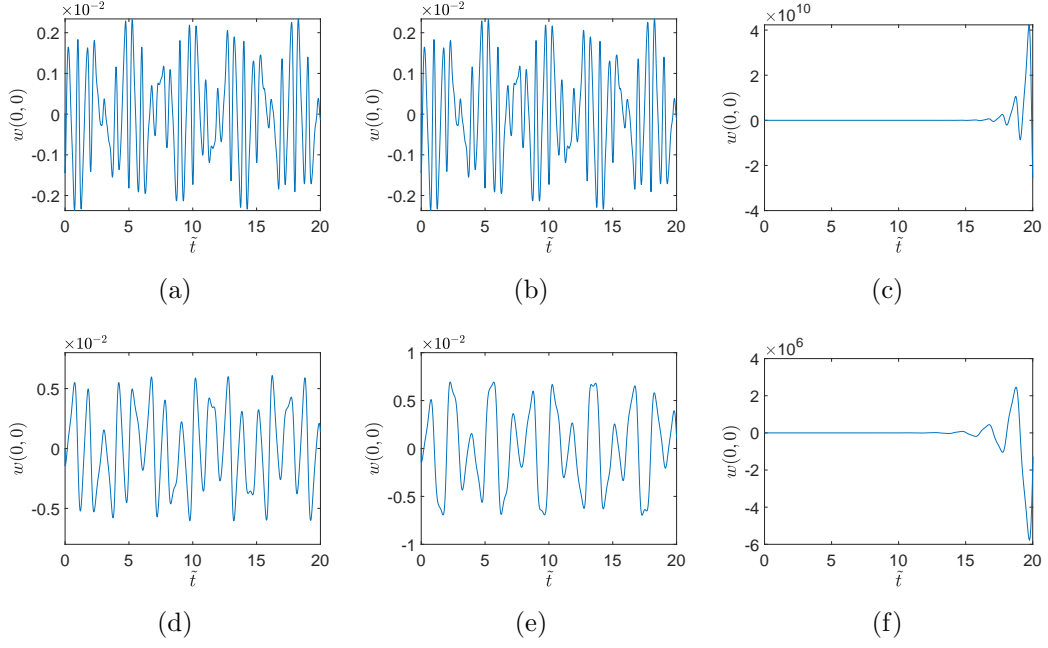 ×10⁻²
0.2
0.1
0
-0.1
-0.2
w(0, 0)
0 5 10 15 20
t̃
(a)
×10⁻²
0.2
0.1
0
-0.1
-0.2
w(0, 0)
0 5 10 15 20
t̃
(b)
×10¹⁰
4
2
0
-2
-4
w(0, 0)
0 5 10 15 20
t̃
(c)
×10⁻²
0.5
0
-0.5
w(0, 0)
0 5 10 15 20
t̃
(d)
×10⁻²
1
0.5
0
-0.5
-1
w(0, 0)
0 5 10 15 20
t̃
(e)
×10⁶
4
2
0
-2
-4
-6
w(0, 0)
0 5 10 15 20
t̃
(f)